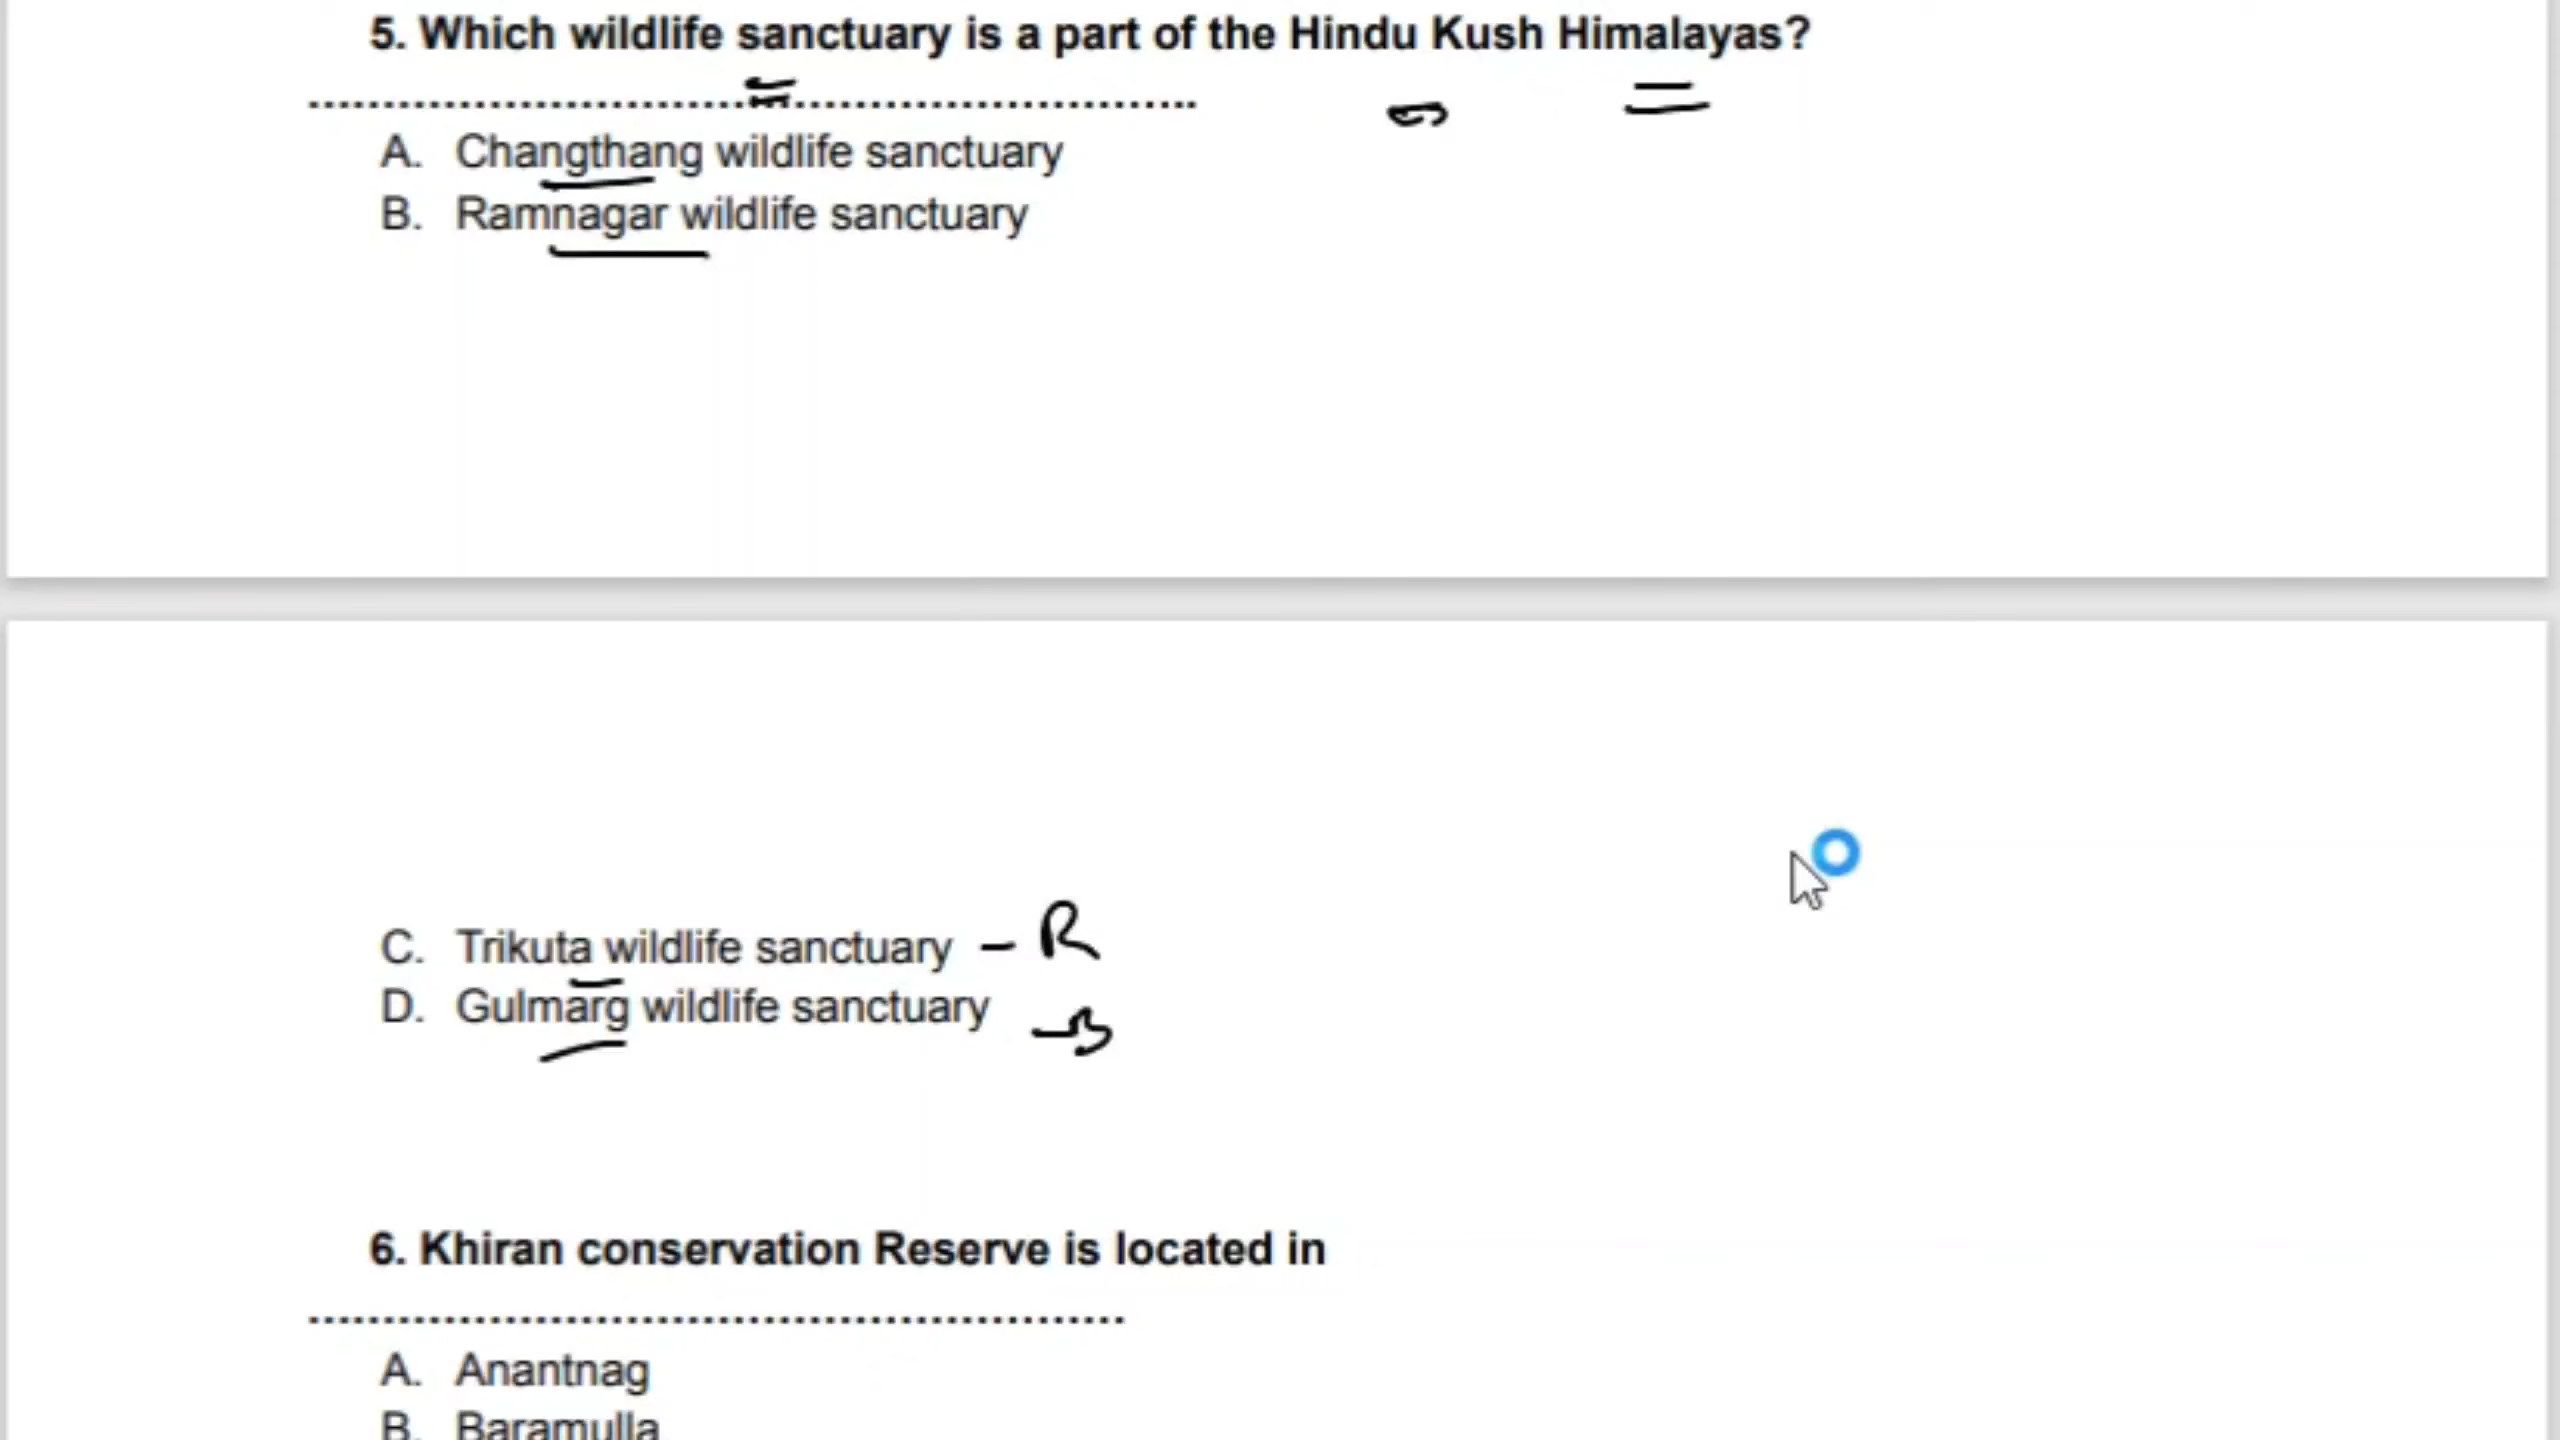 5. Which wildlife sanctuary is a part of the Hindu Kush Himalayas?
................................................................
A. Changthang wildlife sanctuary
B. Ramnagar wildlife sanctuary
C. Trikuta wildlife sanctuary - R
D. Gulmarg wildlife sanctuary - B
6. Khiran conservation Reserve is located in
...........................................................
A. Anantnag
B. Baramulla